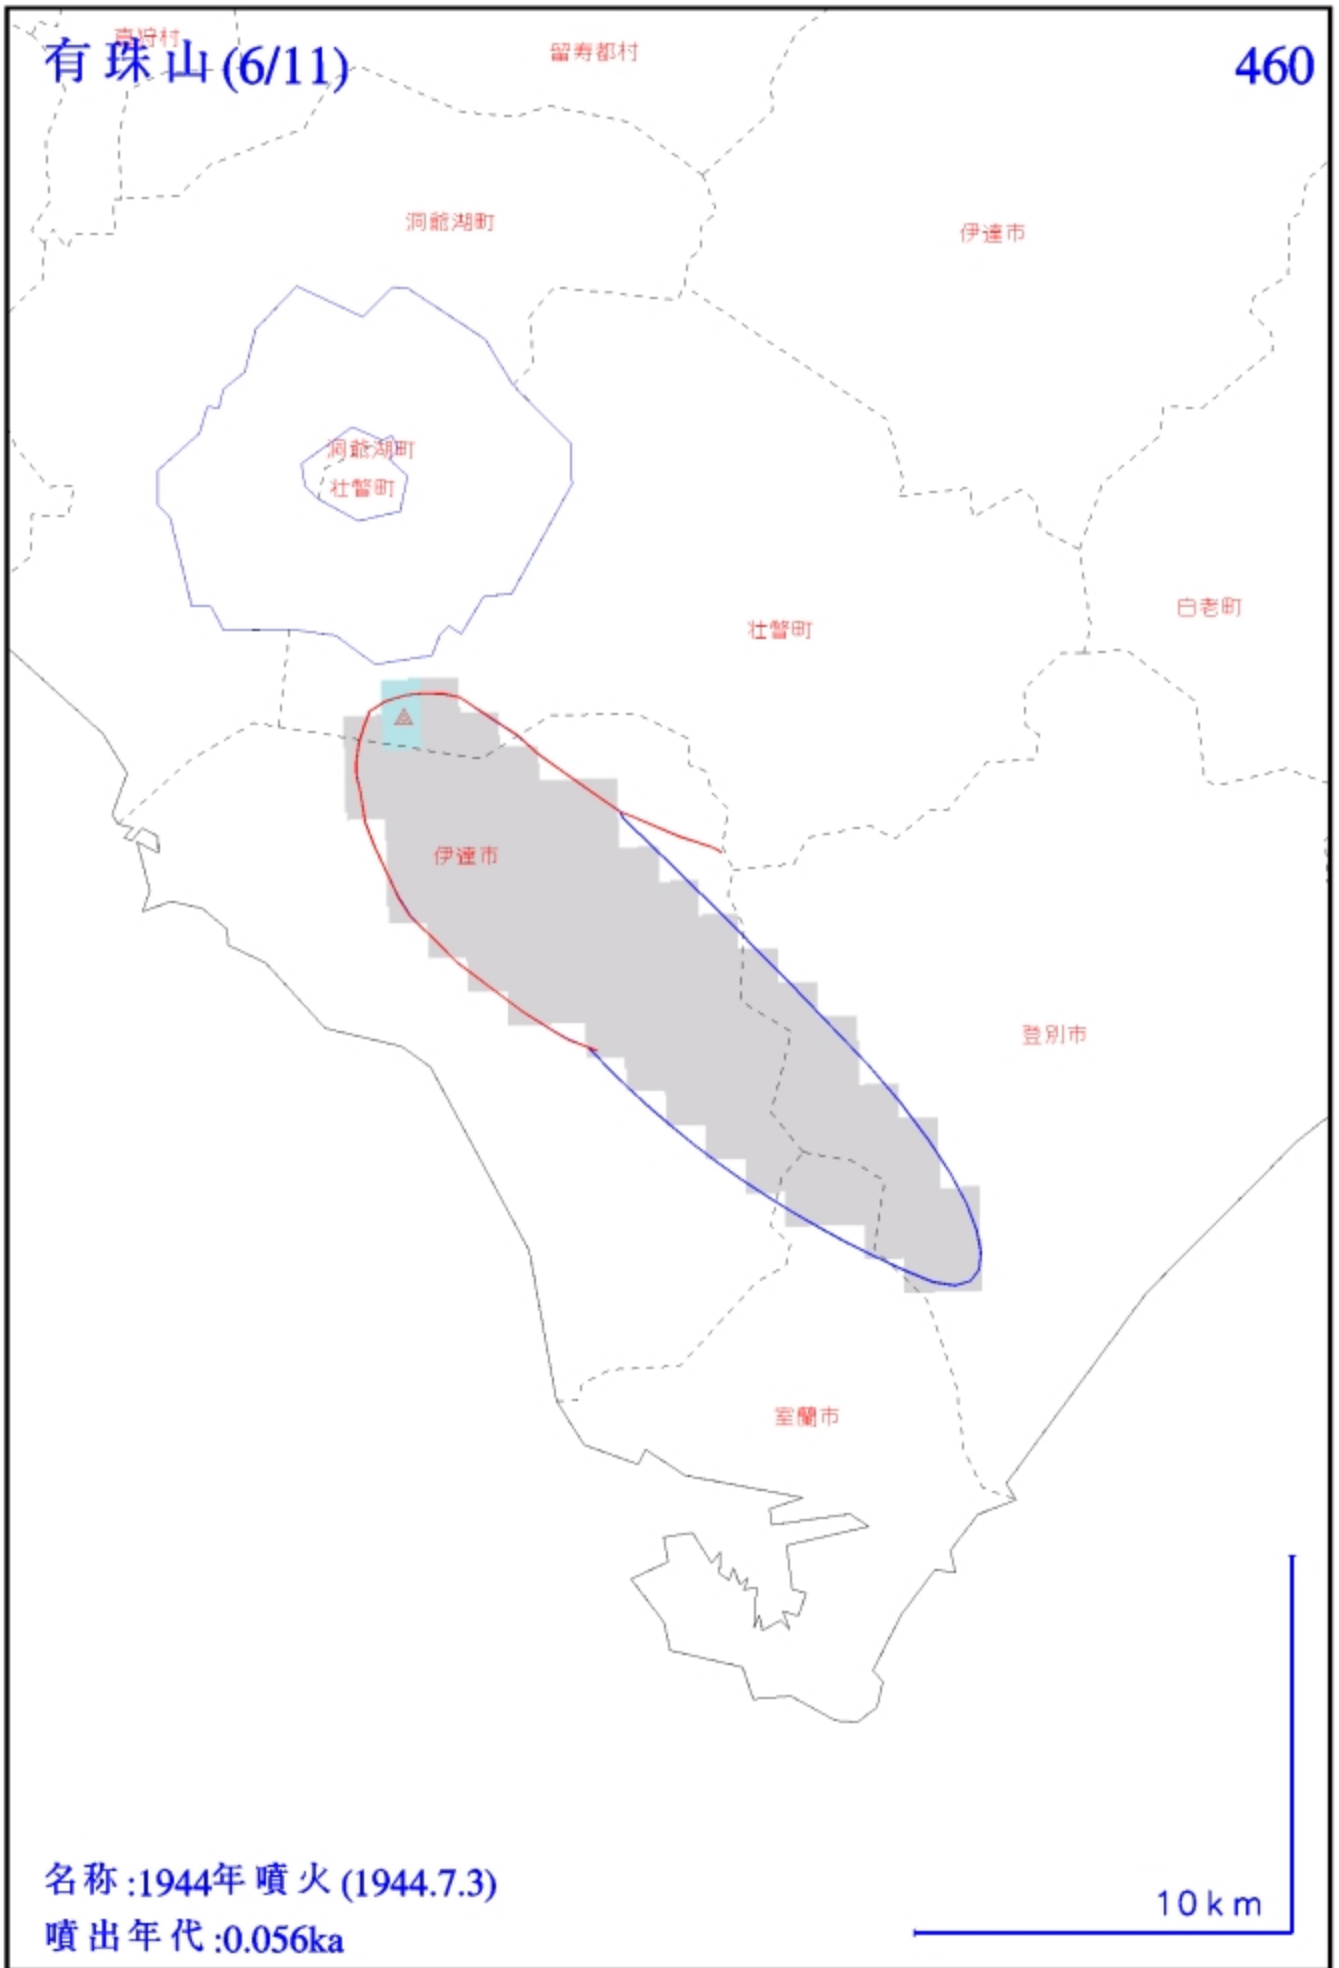 有珠山(6/11)
460
真狩村
留寿都村
洞爺湖町
伊達市
洞爺湖町
壮瞥町
白老町
壮瞥町
伊達市
登別市
室蘭市
名称:1944年噴火(1944.7.3)
10km
噴出年代:0.056ka